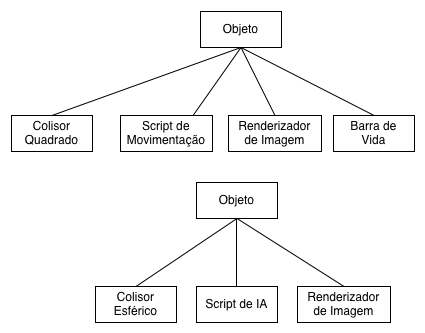 Objeto
Colisor
Quadrado
Script de
Movimentação
Renderizador
de Imagem
Barra de
Vida
Objeto
Colisor
Esférico
Script de IA
Renderizador
de Imagem